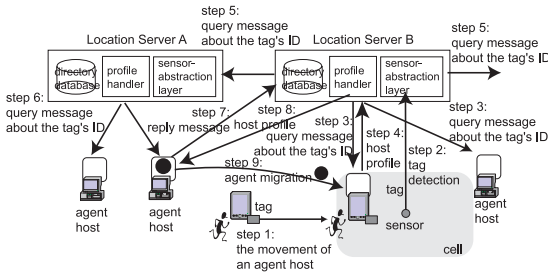 step 5:
query message
about the tag's ID
Location Server A
Location Server B
step 5:
query message
about the tag's ID
directory
database
profile
handler
sensor-
abstraction
layer
directory
database
profile
handler
sensor-
abstraction
layer
step 6:
query message
about the tag's ID
step 7:
reply message
step 8:
host profile
step 3:
query message
about the tag's ID
step 4:
host
profile
step 2:
tag
detection
step 3:
query message
about the tag's ID
step 9:
agent migration
agent
host
agent
host
tag
tag
sensor
agent
host
step 1:
the movement of
an agent host
cell